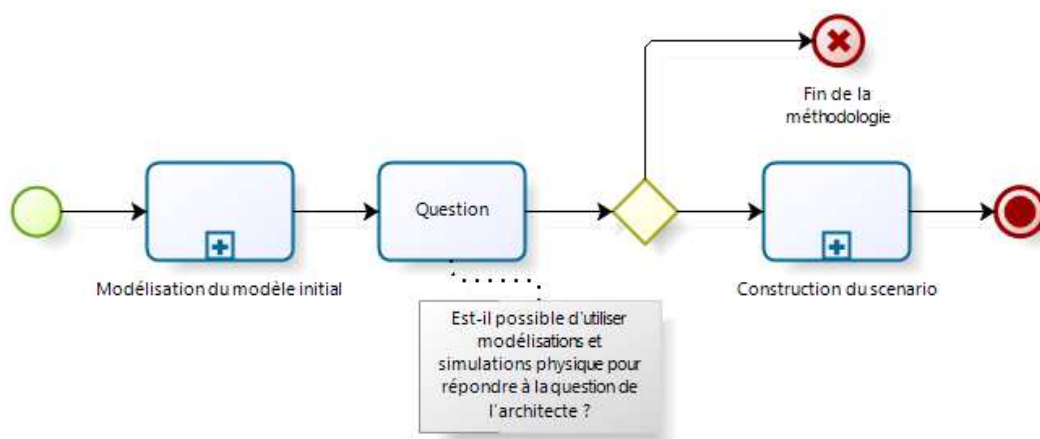 Fin de la
méthodologie
Question
Modélisation du modèle initial
Construction du scenario
Est-il possible d'utiliser
modélisations et
simulations physique pour
répondre à la question de
l'architecte ?